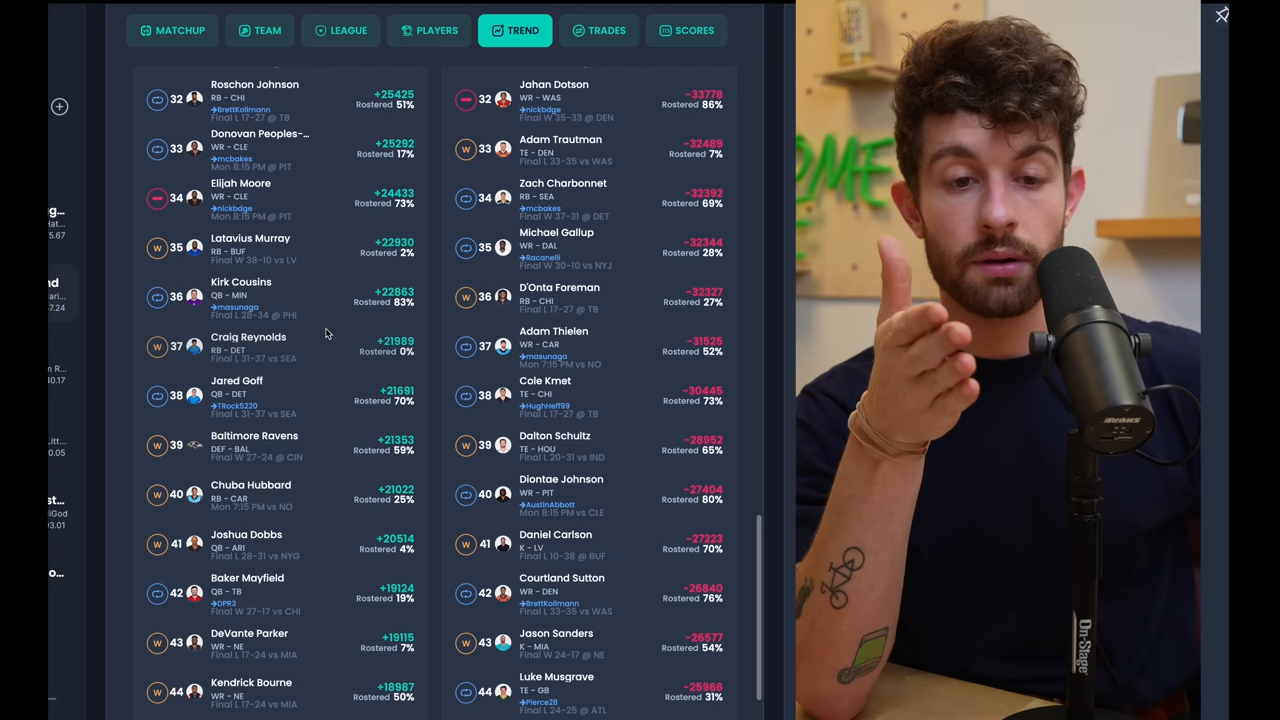 MATCHUP
TEAM
LEAGUE
PLAYERS
TREND
TRADES
SCORES
32
Roschon Johnson
RB - CHI
BrettKollmann
Final L 17-27 @ TB
+25425
Rostered 51%
33
Donovan Peoples-...
WR - CLE
mcbakes
Mon 8:15 PM @ PIT
+25292
Rostered 17%
34
Elijah Moore
WR - CLE
nickbdge
Mon 8:15 PM @ PIT
+24433
Rostered 73%
W 35
Latavius Murray
RB - BUF
Final W 38-10 vs LV
+22930
Rostered 2%
36
Kirk Cousins
QB - MIN
masunaga
Final L 28-34 @ PHI
+22863
Rostered 83%
W 37
Craig Reynolds
RB - DET
Final L 31-37 vs SEA
+21989
Rostered 0%
38
Jared Goff
QB - DET
TRock5220
Final L 31-37 vs SEA
+21691
Rostered 70%
W 39
Baltimore Ravens
DEF - BAL
Final W 27-24 @ CIN
+21353
Rostered 59%
W 40
Chuba Hubbard
RB - CAR
Mon 7:15 PM vs NO
+21022
Rostered 25%
W 41
Joshua Dobbs
QB - ARI
Final L 28-31 vs NYG
+20514
Rostered 4%
42
Baker Mayfield
QB - TB
DPR3
Final W 27-17 vs CHI
+19124
Rostered 19%
W 43
DeVante Parker
WR - NE
Final L 17-24 vs MIA
+19115
Rostered 7%
W 44
Kendrick Bourne
WR - NE
Final L 17-24 vs MIA
+18987
Rostered 50%
32
Jahan Dotson
WR - WAS
nickbdge
Final W 35-33 @ DEN
-33778
Rostered 86%
W 33
Adam Trautman
TE - DEN
Final L 33-35 vs WAS
-32489
Rostered 7%
34
Zach Charbonnet
RB - SEA
mcbakes
Final W 37-31 @ DET
-32392
Rostered 69%
35
Michael Gallup
WR - DAL
Racanelli
Final W 30-10 vs NYJ
-32344
Rostered 28%
W 36
D'Onta Foreman
RB - CHI
Final L 17-27 @ TB
-32327
Rostered 27%
37
Adam Thielen
WR - CAR
masunaga
Mon 7:15 PM vs NO
-31525
Rostered 52%
38
Cole Kmet
TE - CHI
HughHeff99
Final L 17-27 @ TB
-30445
Rostered 73%
W 39
Dalton Schultz
TE - HOU
Final L 20-31 vs IND
-28952
Rostered 65%
40
Diontae Johnson
WR - PIT
AustinAbbott
Mon 8:15 PM vs CLE
-27404
Rostered 80%
W 41
Daniel Carlson
K - LV
Final L 10-38 @ BUF
-27223
Rostered 70%
42
Courtland Sutton
WR - DEN
BrettKollmann
Final L 33-35 vs WAS
-26840
Rostered 76%
W 43
Jason Sanders
K - MIA
Final W 24-17 @ NE
-26577
Rostered 54%
44
Luke Musgrave
TE - GB
Pierce28
Final L 24-25 @ ATL
-25966
Rostered 31%
SHURE
On-Stage